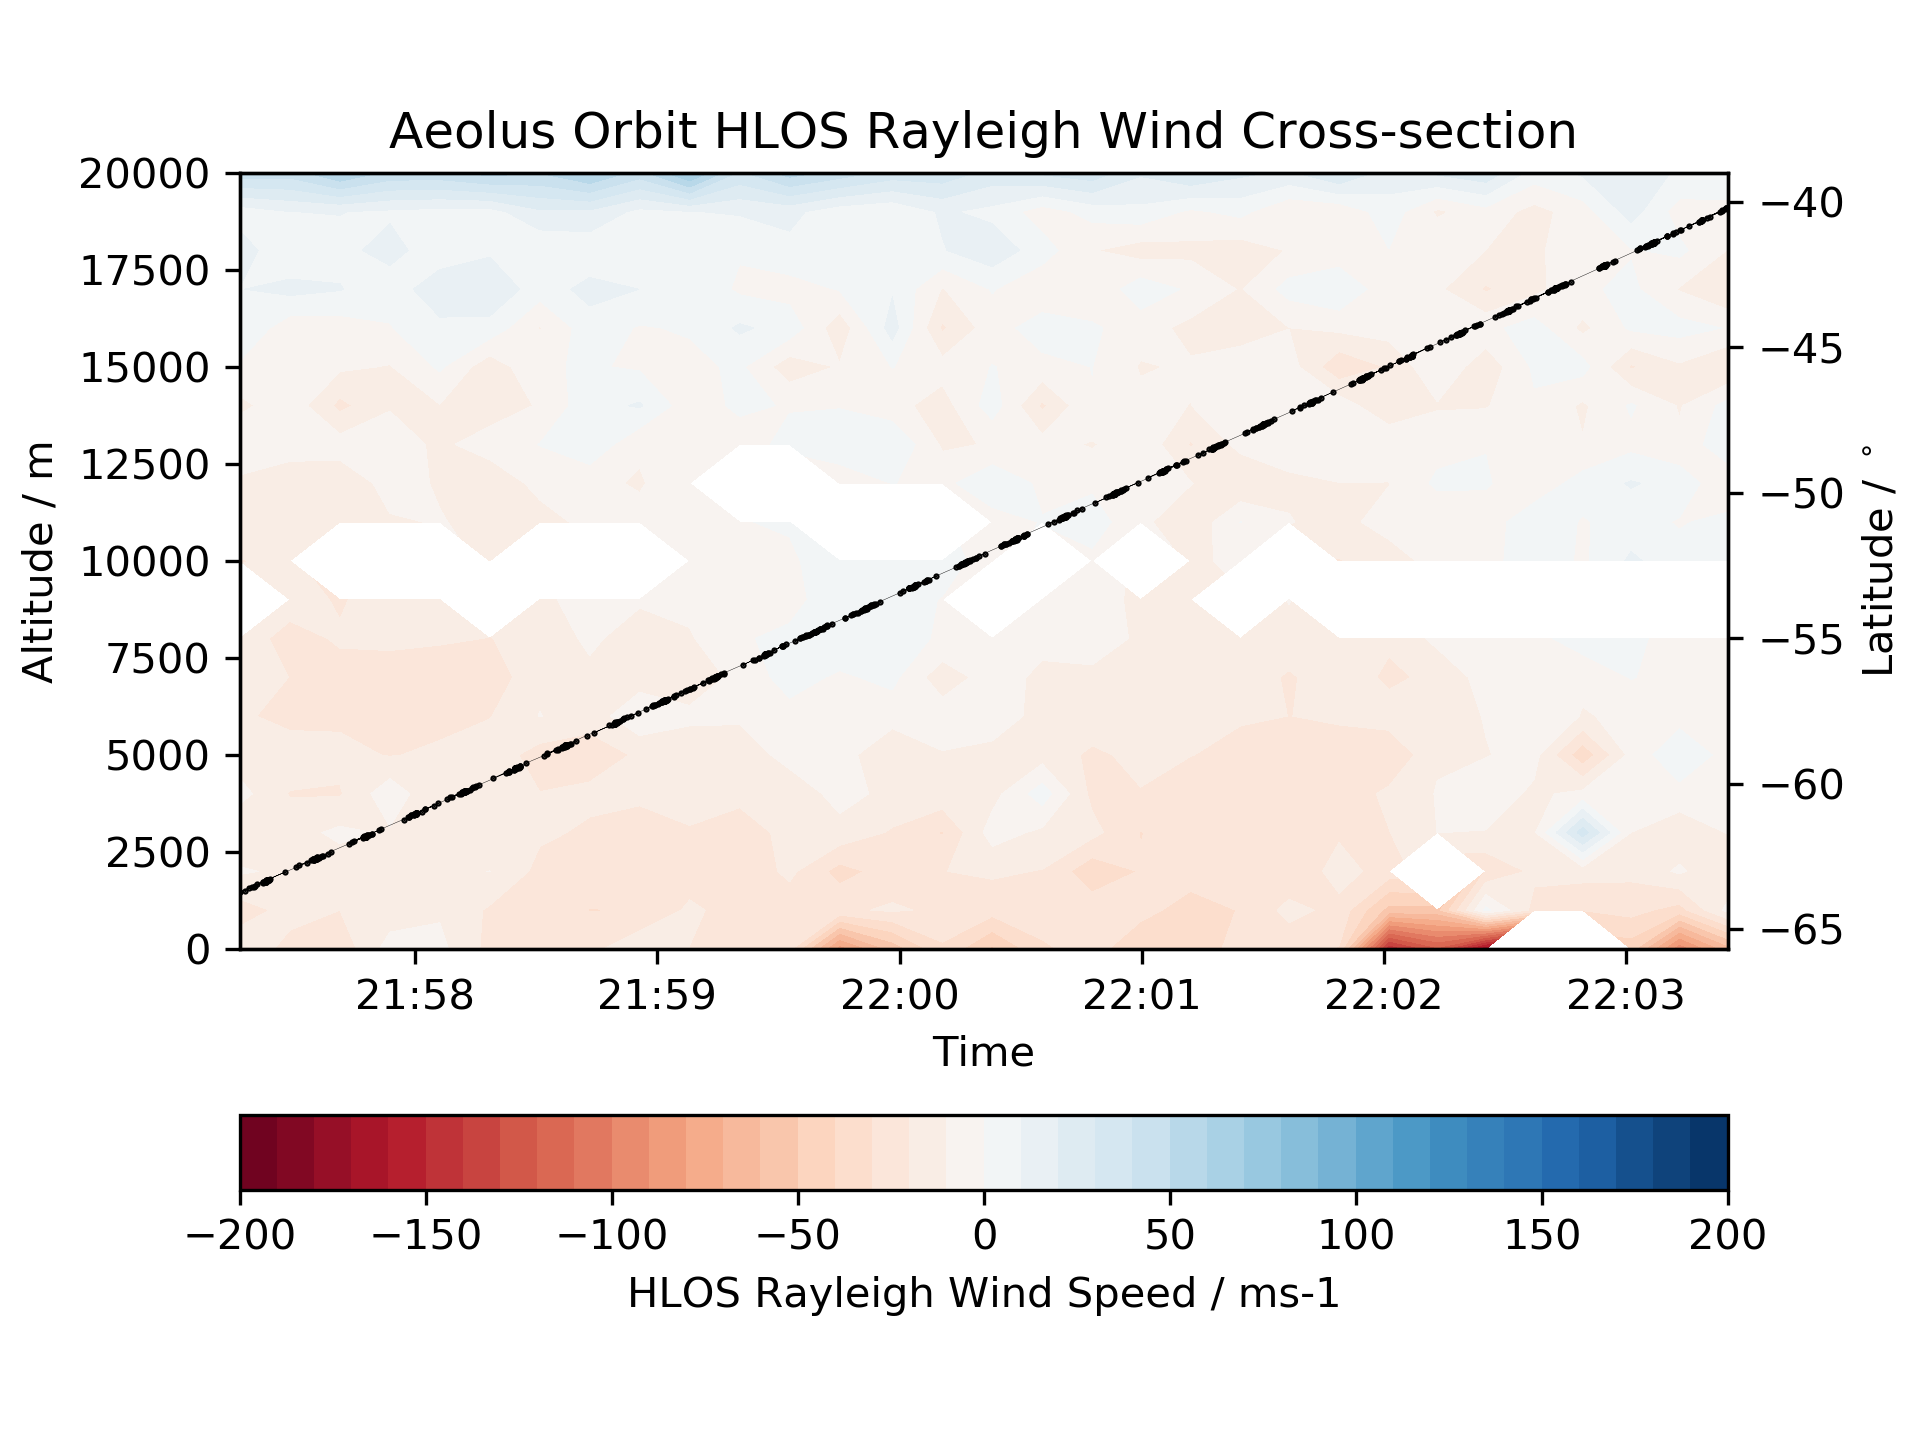 Aeolus Orbit HLOS Rayleigh Wind Cross-section
20000
17500
15000
12500
10000
7500
5000
2500
0
Altitude / m
−40
−45
−50
−55
−60
−65
Latitude / °
21:58 21:59 22:00 22:01 22:02 22:03
Time
−200 −150 −100 −50 0 50 100 150 200
HLOS Rayleigh Wind Speed / ms-1